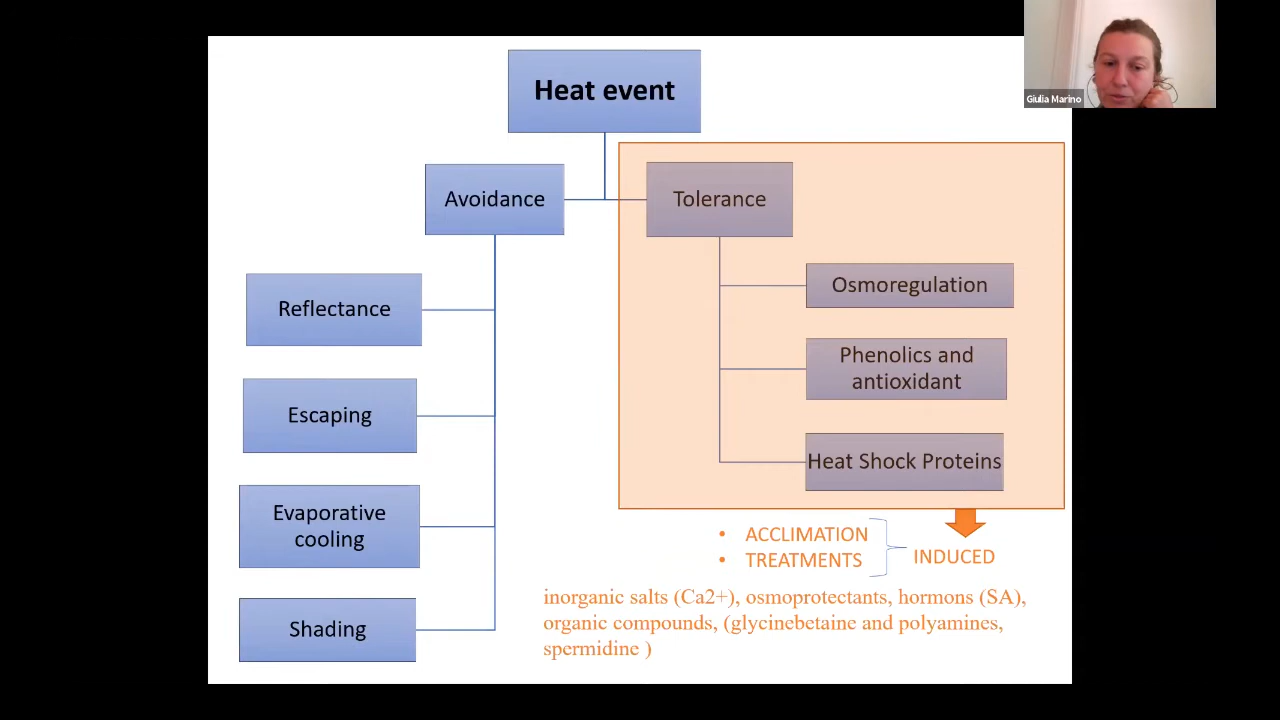 Heat event
Giulia Marino
Avoidance
Tolerance
Reflectance
Escaping
Evaporative
cooling
Shading
Osmoregulation
Phenolics and
antioxidant
Heat Shock Proteins
• ACCLIMATION
• TREATMENTS
INDUCED
inorganic salts (Ca2+), osmoprotectants, hormons (SA),
organic compounds, (glycinebetaine and polyamines,
spermidine )